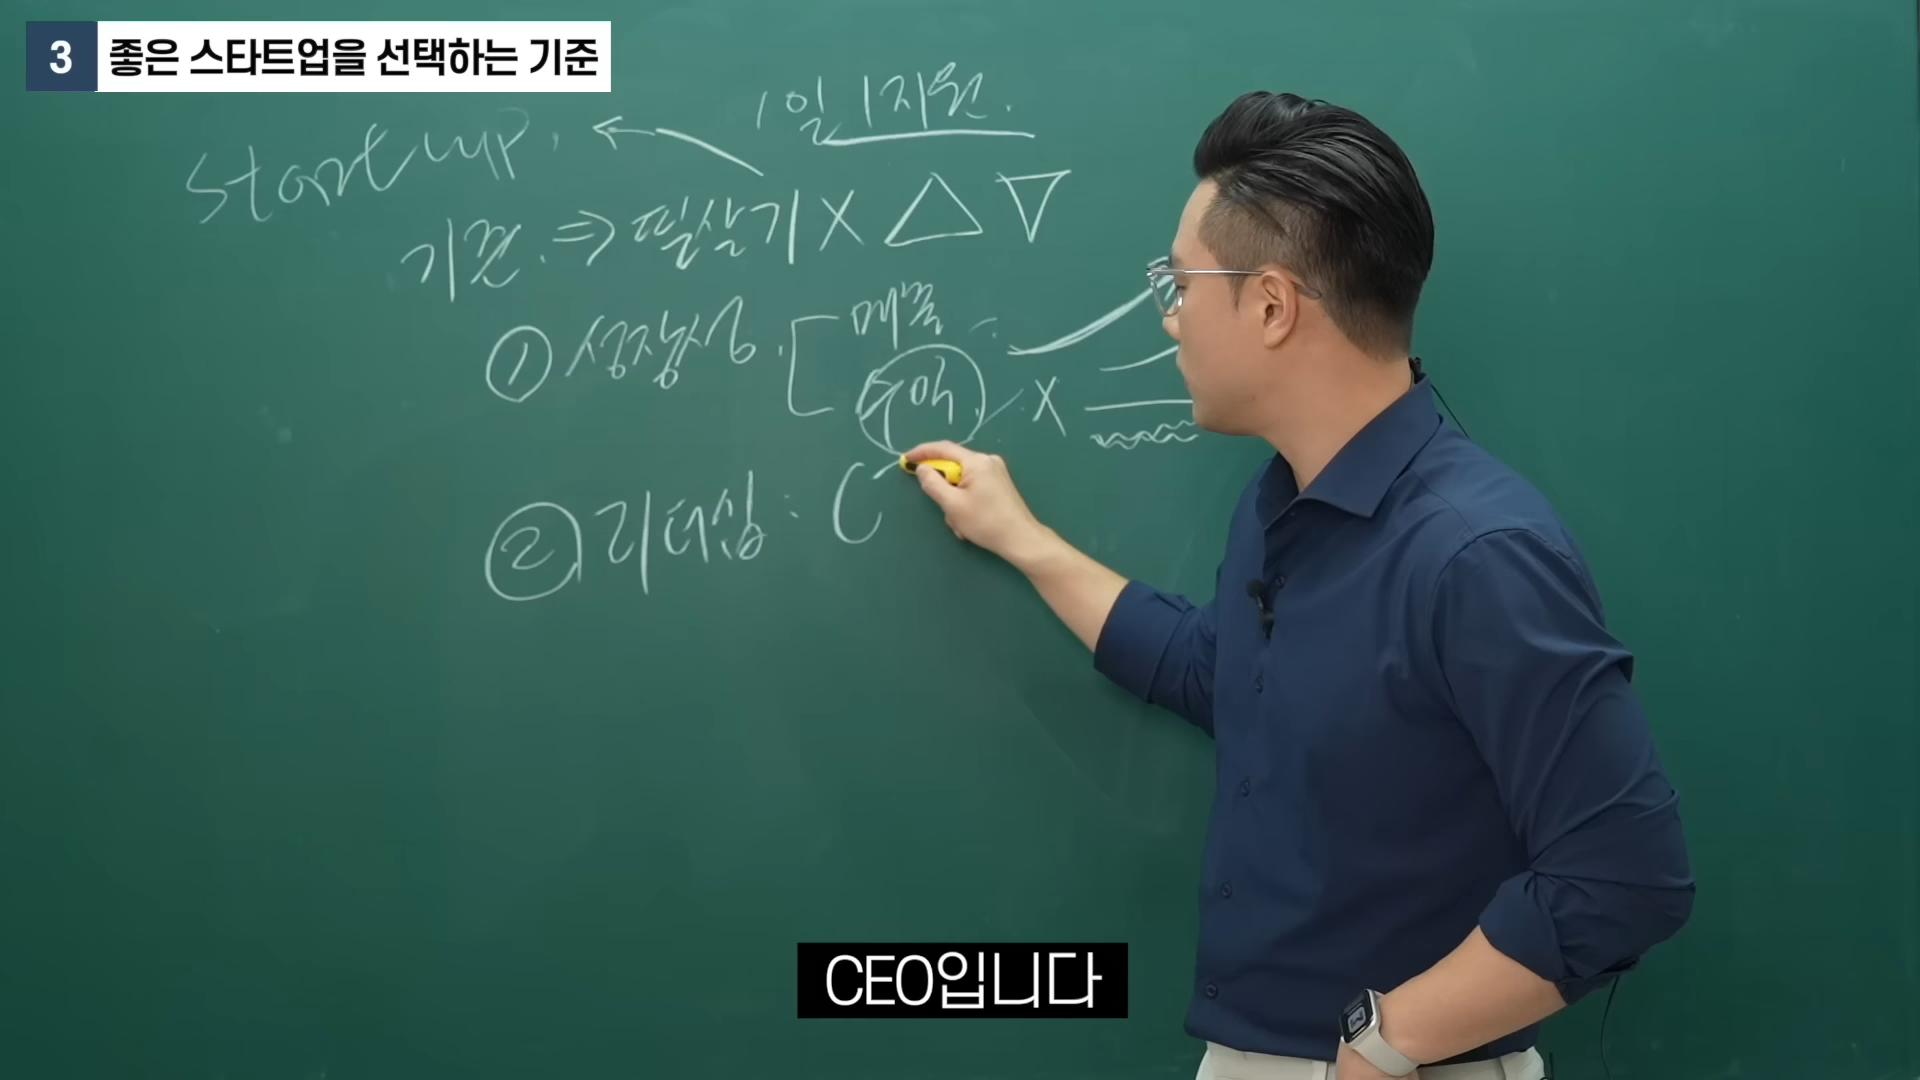 3 좋은 스타트업을 선택하는 기준
1일 1지원.
Startup.
기준 ⇒ 필살기 X △ ▽
① 성장성. 매출
투액. X
② 리더십 : C
CEO입니다